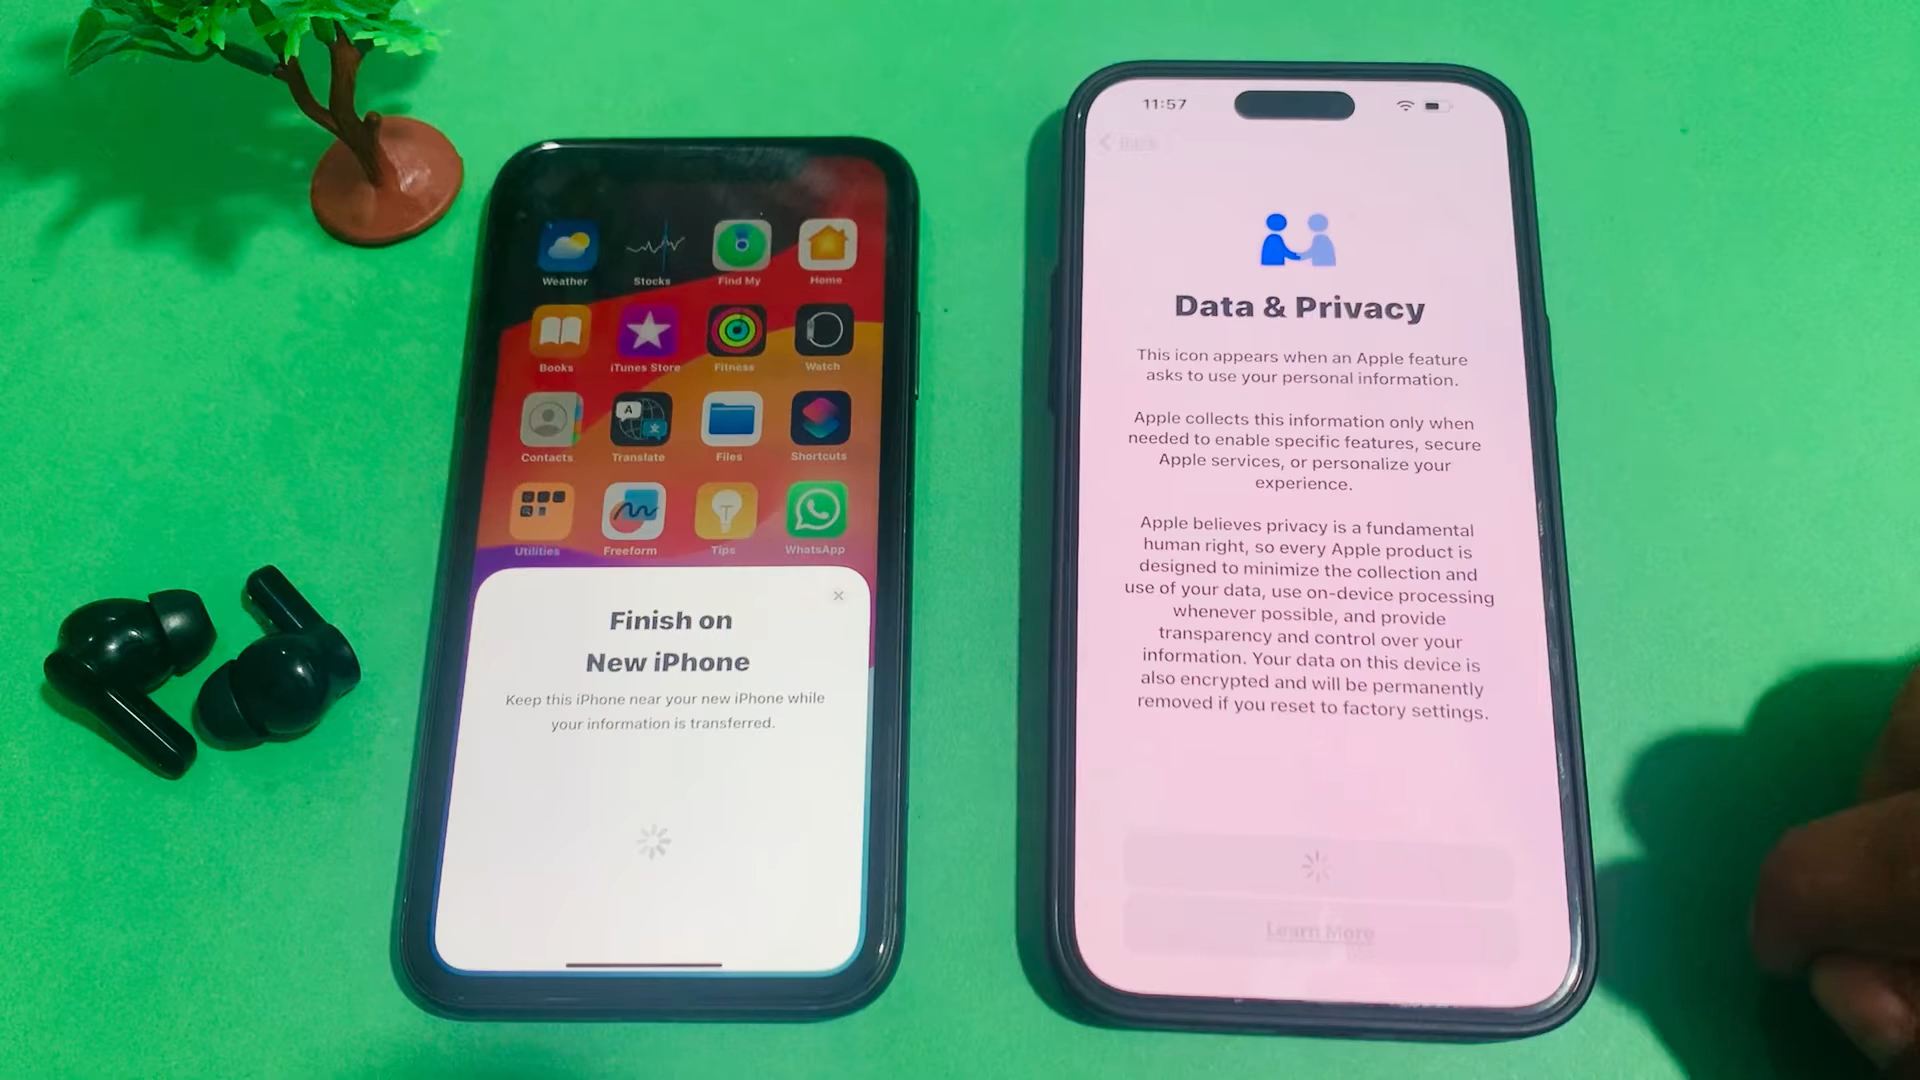 Weather
Stocks
Find My
Home
Books
iTunes Store
Fitness
Watch
Contacts
A
Translate
Files
Shortcuts
Utilities
Freeform
Tips
WhatsApp
Finish on
New iPhone
Keep this iPhone near your new iPhone while
your information is transferred.
11:57
Back
Data & Privacy
This icon appears when an Apple feature
asks to use your personal information.
Apple collects this information only when
needed to enable specific features, secure
Apple services, or personalize your
experience.
Apple believes privacy is a fundamental
human right, so every Apple product is
designed to minimize the collection and
use of your data, use on-device processing
whenever possible, and provide
transparency and control over your
information. Your data on this device is
also encrypted and will be permanently
removed if you reset to factory settings.
Learn More